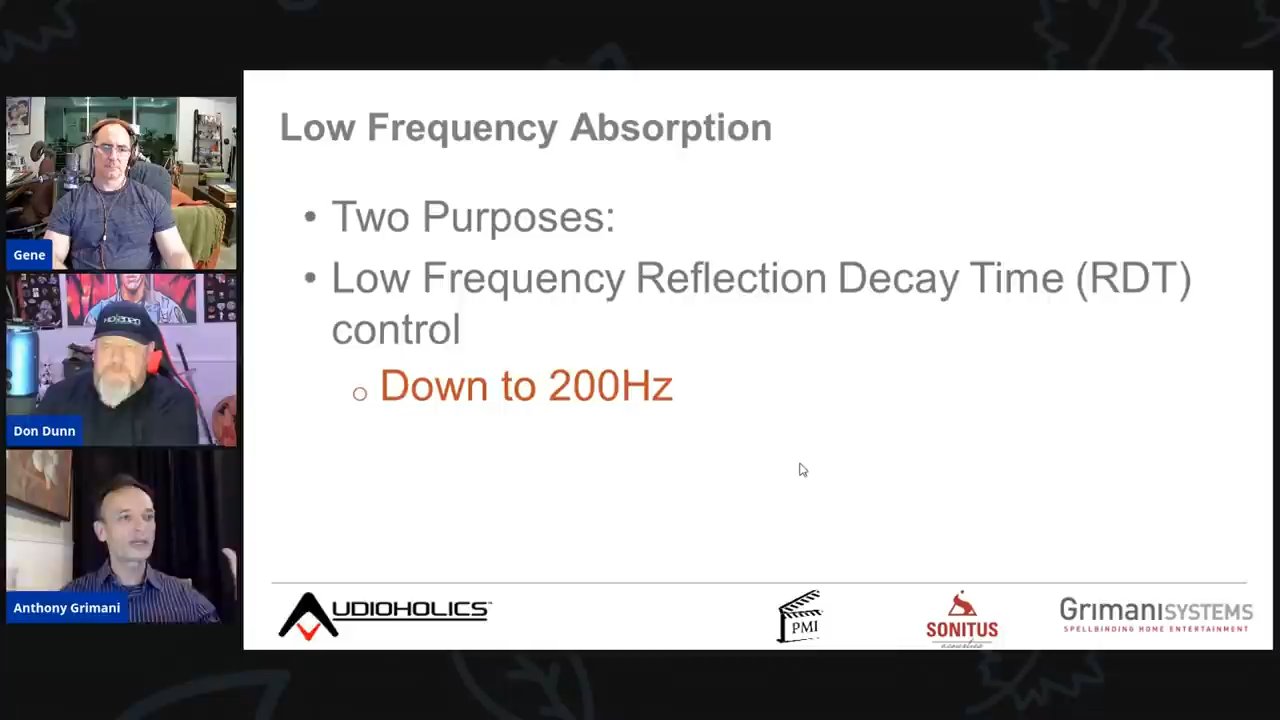 Low Frequency Absorption
• Two Purposes:
• Low Frequency Reflection Decay Time (RDT)
control
o Down to 200Hz
Gene
Don Dunn
Anthony Grimani
AUDIOHOLICS
PMI
SONITUS
acoustics
GRIMANISYSTEMS
SPELLBINDING HOME ENTERTAINMENT